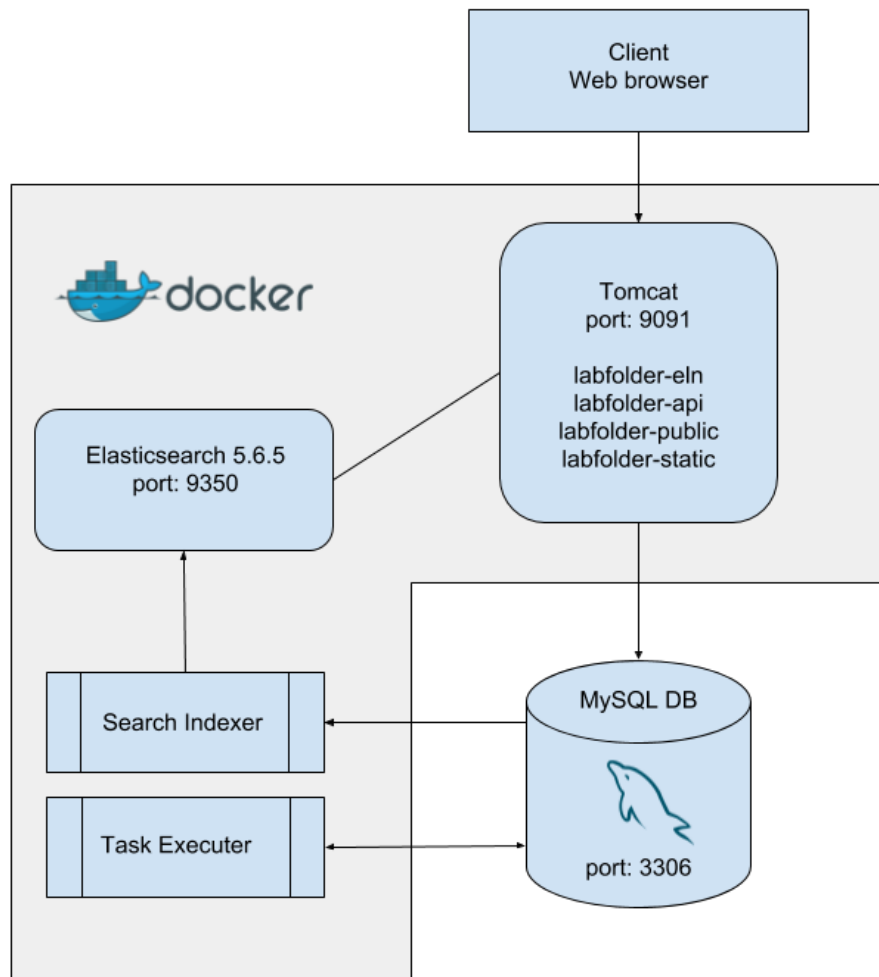 Client
Web browser
docker
Tomcat
port: 9091
labfolder-eln
labfolder-api
labfolder-public
labfolder-static
Elasticsearch 5.6.5
port: 9350
Search Indexer
MySQL DB
Task Executer
port: 3306